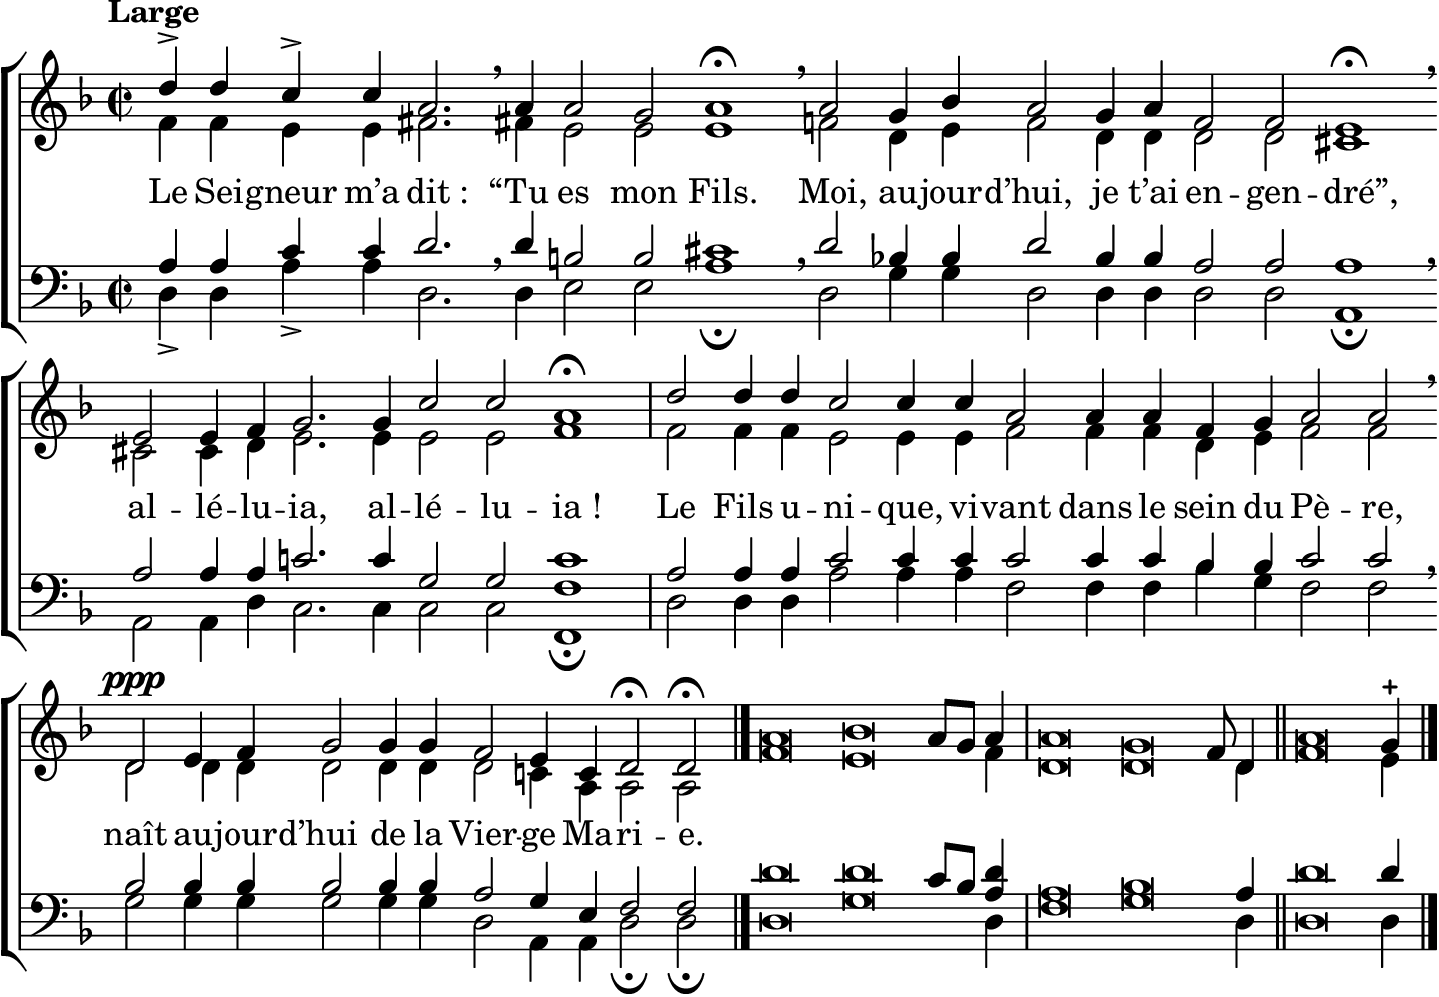 Large
Le Seigneur m’a dit : “Tu es mon Fils. Moi, aujourd’hui, je t’ai en -- gen -- dré”,
al -- lé -- lu -- ia, al -- lé -- lu -- ia ! Le Fils u -- ni -- que, vivant dans le sein du Pè -- re,
ppp
naît aujourd’hui de la Vier -- ge Mari -- e.